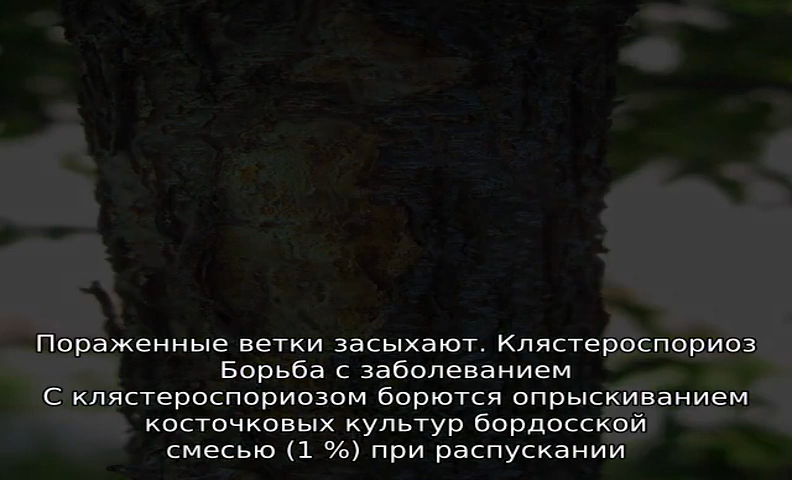 Пораженные ветки засыхают. Клястероспориоз
Борьба с заболеванием
С клястероспориозом борются опрыскиванием
косточковых культур бордосской
смесью (1 %) при распускании